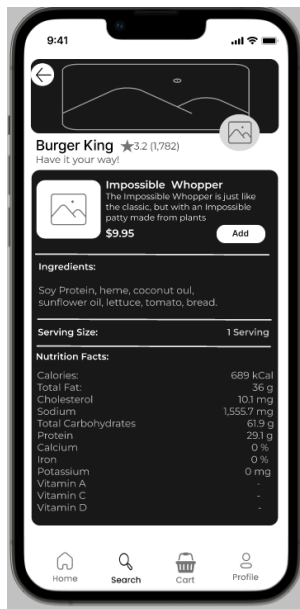 9:41
Burger King ★3.2 (1,782)
Have it your way!
Impossible Whopper
The Impossible Whopper is just like
the classic, but with an Impossible
patty made from plants
$9.95 Add
Ingredients:
Soy Protein, heme, coconut oul,
sunflower oil, lettuce, tomato, bread.
Serving Size: 1 Serving
Nutrition Facts:
Calories: 689 kCal
Total Fat: 36 g
Cholesterol 10.1 mg
Sodium 1,555.7 mg
Total Carbohydrates 61.9 g
Protein 29.1 g
Calcium 0 %
Iron 0 %
Potassium 0 mg
Vitamin A -
Vitamin C -
Vitamin D -
Home Search Cart Profile